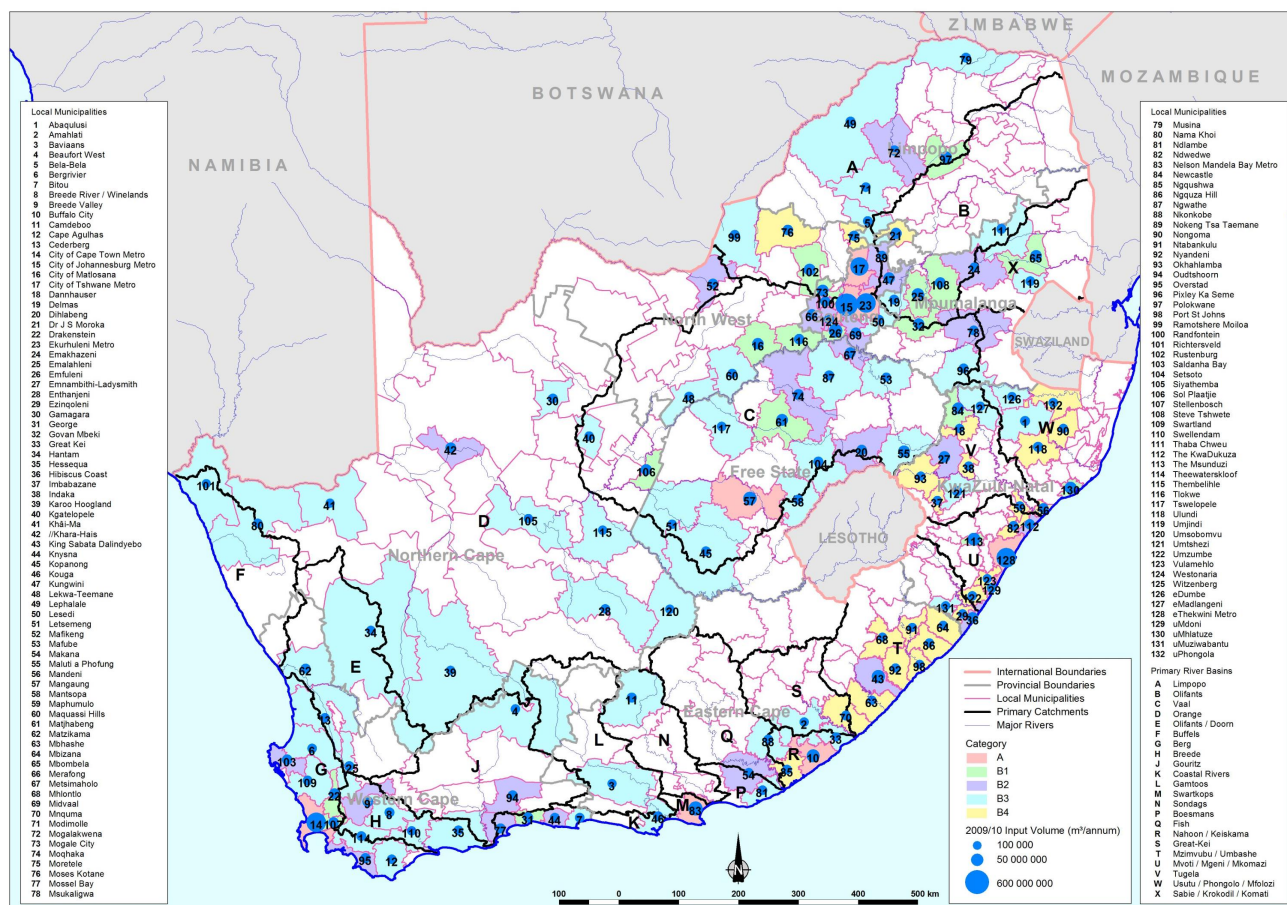 ZIMBABWE
MOZAMBIQUE
BOTSWANA
NAMIBIA
SWAZILAND
LESOTHO
Limpopo
Mpumalanga
North West
Free State
KwaZulu-Natal
Northern Cape
Eastern Cape
Western Cape
Local Municipalities
1 Abaqulusi
2 Amahlati
3 Baviaans
4 Beaufort West
5 Bela-Bela
6 Bergrivier
7 Bitou
8 Breede River / Winelands
9 Breede Valley
10 Buffalo City
11 Camdeboo
12 Cape Agulhas
13 Cederberg
14 City of Cape Town Metro
15 City of Johannesburg Metro
16 City of Matlosana
17 City of Tshwane Metro
18 Dannhauser
19 Delmas
20 Dihlabeng
21 Dr J S Moroka
22 Drakenstein
23 Ekurhuleni Metro
24 Emakhazeni
25 Emalahleni
26 Emfuleni
27 Emnambithi-Ladysmith
28 Enthanjeni
29 Ezinqoleni
30 Gamagara
31 George
32 Govan Mbeki
33 Great Kei
34 Hantam
35 Hessequa
36 Hibiscus Coast
37 Imbabazane
38 Indaka
39 Karoo Hoogland
40 Kgatelopele
41 Khâi-Ma
42 //Khara-Hais
43 King Sabata Dalindyebo
44 Knysna
45 Kopanong
46 Kouga
47 Kungwini
48 Lekwa-Teemane
49 Lephalale
50 Lesedi
51 Letsemeng
52 Mafikeng
53 Mafube
54 Makana
55 Maluti a Phofung
56 Mandeni
57 Mangaung
58 Mantsopa
59 Maphumulo
60 Maquassi Hills
61 Matjhabeng
62 Matzikama
63 Mbhashe
64 Mbizana
65 Mbombela
66 Merafong
67 Metsimaholo
68 Mhlontlo
69 Midvaal
70 Mnquma
71 Modimolle
72 Mogalakwena
73 Mogale City
74 Moqhaka
75 Moretele
76 Moses Kotane
77 Mossel Bay
78 Msukaligwa
Local Municipalities
79 Musina
80 Nama Khoi
81 Ndlambe
82 Ndwedwe
83 Nelson Mandela Bay Metro
84 Newcastle
85 Ngqushwa
86 Ngquza Hill
87 Ngwathe
88 Nkonkobe
89 Nokeng Tsa Taemane
90 Nongoma
91 Ntabankulu
92 Nyandeni
93 Okhahlamba
94 Oudtshoorn
95 Overstad
96 Pixley Ka Seme
97 Polokwane
98 Port St Johns
99 Ramotshere Moiloa
100 Randfontein
101 Richtersveld
102 Rustenburg
103 Saldanha Bay
104 Setsoto
105 Siyathemba
106 Sol Plaatjie
107 Stellenbosch
108 Steve Tshwete
109 Swartland
110 Swellendam
111 Thaba Chweu
112 The KwaDukuza
113 The Msunduzi
114 Theewaterskloof
115 Thembelihle
116 Tlokwe
117 Tswelopele
118 Ulundi
119 Umjindi
120 Umsobomvu
121 Umtshezi
122 Umzumbe
123 Vulamehlo
124 Westonaria
125 Witzenberg
126 eDumbe
127 eMadlangeni
128 eThekwini Metro
129 uMdoni
130 uMhlatuze
131 uMuziwabantu
132 uPhongola
Primary River Basins
A Limpopo
B Olifants
C Vaal
D Orange
E Olifants / Doorn
F Buffels
G Berg
H Breede
J Gouritz
K Coastal Rivers
L Gamtoos
M Swartkops
N Sondags
P Boesmans
Q Fish
R Nahoon / Keiskama
S Great-Kei
T Mzimvubu / Umbashe
U Mvoti / Mgeni / Mkomazi
V Tugela
W Usutu / Phongolo / Mfolozi
X Sabie / Krokodil / Komati
International Boundaries
Provincial Boundaries
Local Municipalities
Primary Catchments
Major Rivers
Category
A
B1
B2
B3
B4
2009/10 Input Volume (m³/annum)
100 000
50 000 000
600 000 000
N
100 0 100 200 300 400 500 km